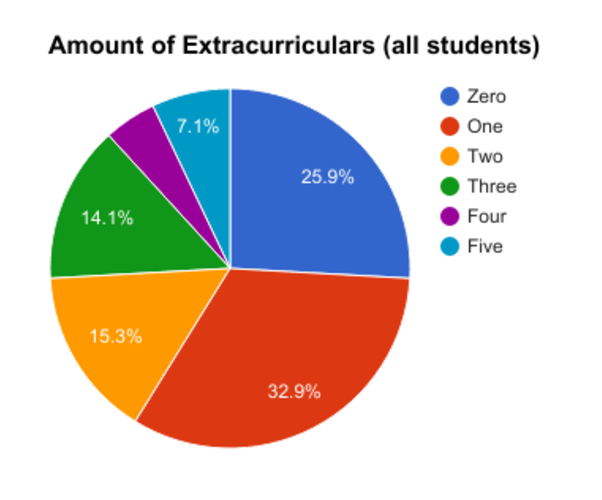 Amount of Extracurriculars (all students)
7.1%
25.9%
14.1%
15.3%
32.9%
Zero
One
Two
Three
Four
Five